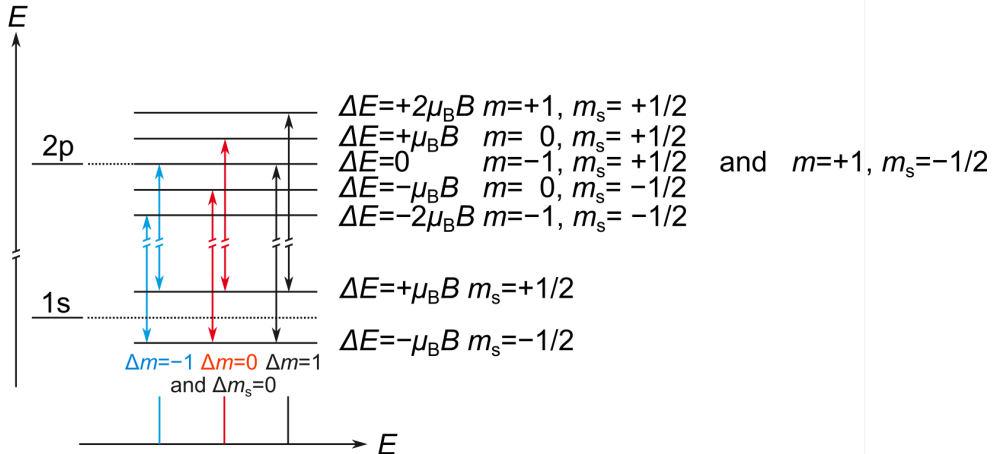 E
2p
ΔE=+2μBB m=+1, ms= +1/2
ΔE=+μBB m= 0, ms= +1/2
ΔE=0 m=−1, ms= +1/2 and m=+1, ms=−1/2
ΔE=−μBB m= 0, ms= −1/2
ΔE=−2μBB m=−1, ms= −1/2
1s
ΔE=+μBB ms=+1/2
ΔE=−μBB ms=−1/2
Δm=−1 Δm=0 Δm=1
and Δms=0
E